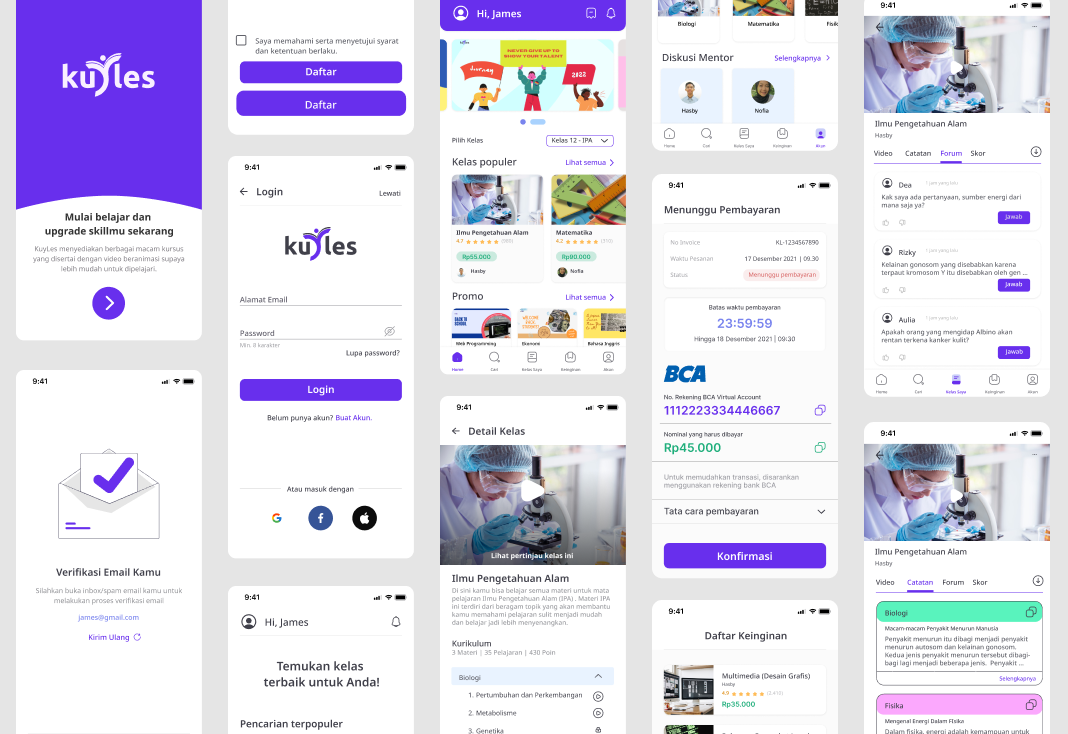 kuyles
Mulai belajar dan
upgrade skillmu sekarang
KuyLes menyediakan berbagai macam kursus
yang disertai dengan video beranimasi supaya
lebih mudah untuk dipelajari.
9:41
Verifikasi Email Kamu
Silahkan buka inbox/spam email kamu untuk
melakukan proses verifikasi email
james@gmail.com
Kirim Ulang
Saya memahami serta menyetujui syarat
dan ketentuan berlaku.
Daftar
Daftar
9:41
Login
Lewati
kuyles
Alamat Email
Password
Min. 8 karakter
Lupa password?
Login
Belum punya akun? Buat Akun.
Atau masuk dengan
9:41
Hi, James
Temukan kelas
terbaik untuk Anda!
Pencarian terpopuler
Hi, James
NEVER GIVE UP TO
SHOW YOUR TALENT
2022
Pilih Kelas
Kelas 12 - IPA
Kelas populer
Lihat semua
Ilmu Pengetahuan Alam
4.7
Rp55.000
Hasby
Matematika
4.3
Rp90.000
Nofia
Promo
Lihat semua
BACK TO
SCHOOL
Web Programming
Ekonomi
Bahasa Inggris
Home
Cari
Kelas Saya
Keinginan
Akun
9:41
Detail Kelas
Lihat pertinjau kelas ini
Ilmu Pengetahuan Alam
Di sini kamu bisa belajar semua materi untuk mata
pelajaran Ilmu Pengetahuan Alam (IPA) . Materi IPA
ini terdiri dari beragam topik yang akan membantu
kamu memahami pelajaran sulit menjadi mudah
dan belajar jadi lebih menyenangkan.
Kurikulum
3 Materi | 35 Pelajaran | 430 Poin
Biologi
1. Pertumbuhan dan Perkembangan
2. Metabolisme
3. Genetika
Biologi
Matematika
Fisik
Diskusi Mentor
Selengkapnya
Hasby
Nofia
Home
Cari
Kelas Saya
Keinginan
Akun
9:41
Menunggu Pembayaran
No Invoice
KL-1234567890
Waktu Pesanan
17 Desember 2021 | 09.30
Status
Menunggu pembayaran
Batas waktu pembayaran
23:59:59
Hingga 18 Desember 2021 | 09:30
BCA
No. Rekening BCA Virtual Account
1112223334446667
Nominal yang harus dibayar
Rp45.000
Untuk memudahkan transasi, disarankan
menggunakan rekening bank BCA
Tata cara pembayaran
Konfirmasi
9:41
Daftar Keinginan
Multimedia (Desain Grafis)
Hasby
4.9
Rp35.000
9:41
Ilmu Pengetahuan Alam
Hasby
Video
Catatan
Forum
Skor
Dea
1 jam yang lalu
Kak saya ada pertanyaan, sumber energi dari
mana saja ya?
Jawab
Rizky
1 jam yang lalu
Kelainan gonosom yang disebabkan karena
terpaut kromosom Y itu disebabkan oleh gen ...
Jawab
Aulia
1 jam yang lalu
Apakah orang yang mengidap Albino akan
rentan terkena kanker kulit?
Jawab
Home
Cari
Kelas Saya
Keinginan
Akun
9:41
Ilmu Pengetahuan Alam
Hasby
Video
Catatan
Forum
Skor
Biologi
Macam-macam Penyakit Menurun Manusia
Penyakit menurun itu dibagi menjadi penyakit
menurun autosom dan kelainan gonosom.
Kedua jenis penyakit menurun tersebut dibagi-
bagi lagi menjadi beberapa jenis. Penyakit ...
Selengkapnya
Fisika
Mengenal Energi Dalam Fisika
Dalam fisika, energi adalah kemampuan untuk